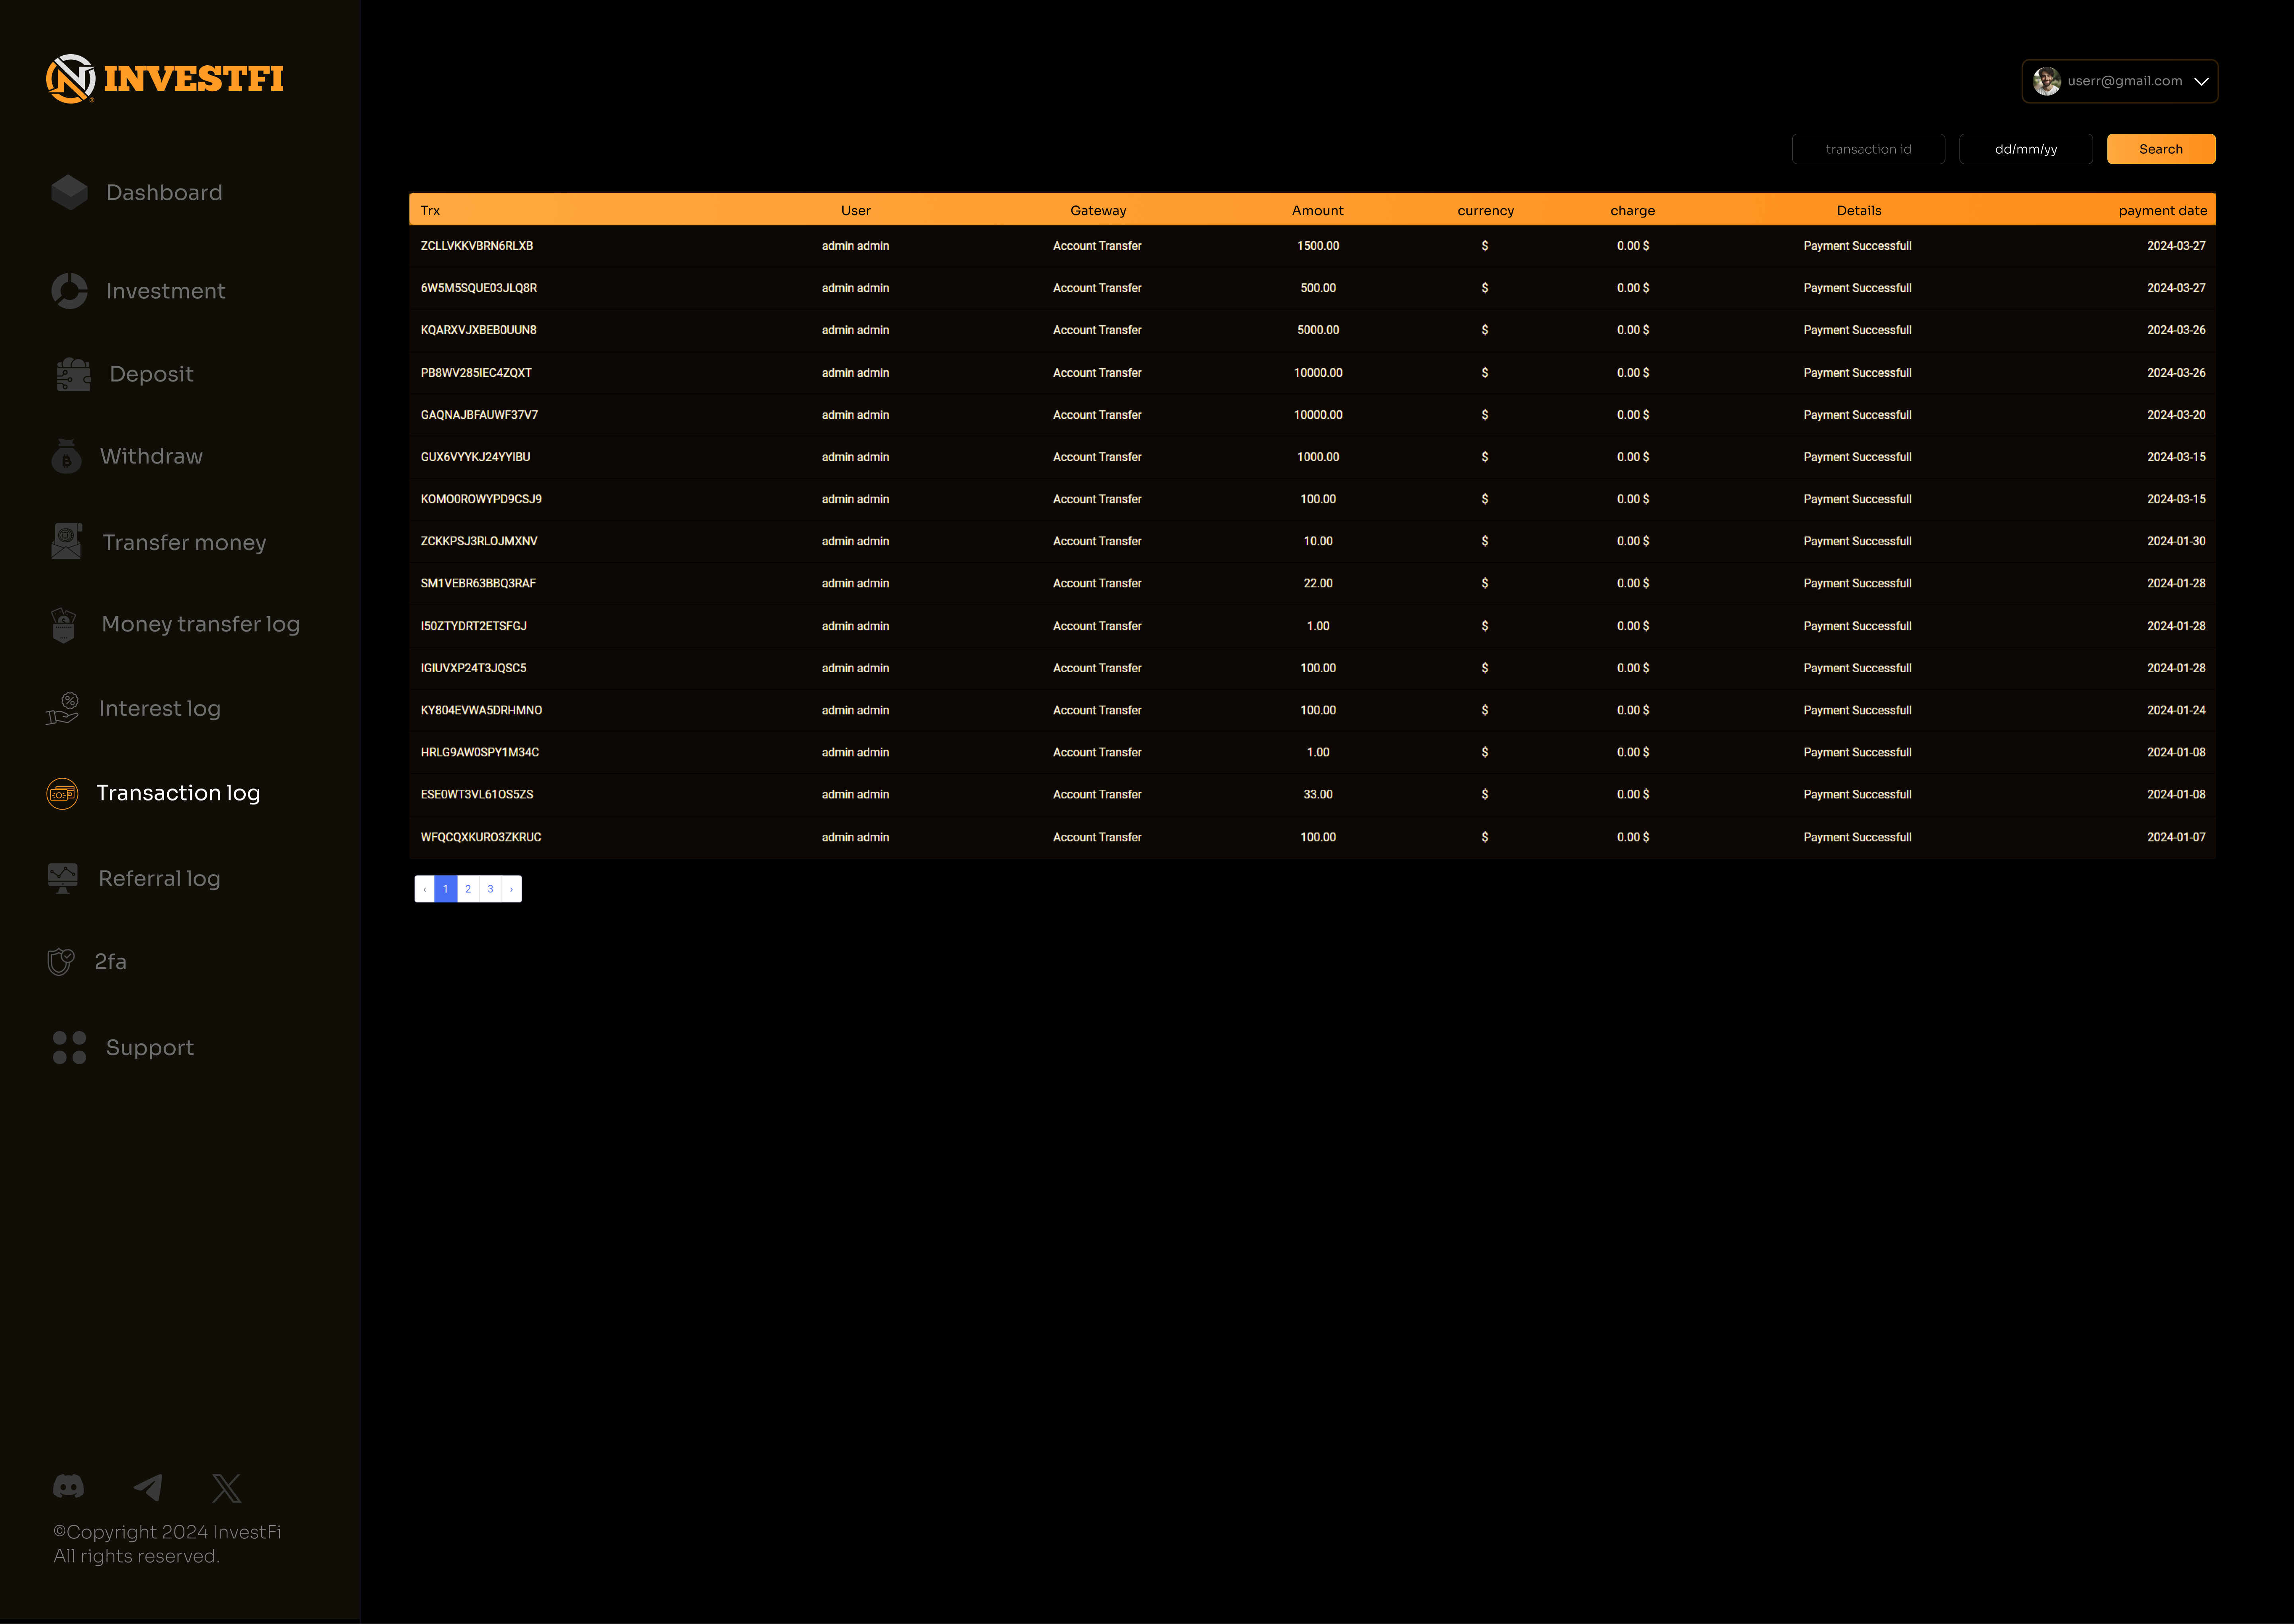 INVESTFI
userr@gmail.com
transaction id dd/mm/yy Search
Dashboard
Investment
Deposit
Withdraw
Transfer money
Money transfer log
Interest log
Transaction log
Referral log
2fa
Support
Trx User Gateway Amount currency charge Details payment date
ZCLLVKKVBRN6RLXB admin admin Account Transfer 1500.00 $ 0.00 $ Payment Successfull 2024-03-27
6W5M5SQUE03JLQ8R admin admin Account Transfer 500.00 $ 0.00 $ Payment Successfull 2024-03-27
KQARXVJXBEB0UUN8 admin admin Account Transfer 5000.00 $ 0.00 $ Payment Successfull 2024-03-26
PB8WV285IEC4ZQXT admin admin Account Transfer 10000.00 $ 0.00 $ Payment Successfull 2024-03-26
GAQNAJBFAUWF37V7 admin admin Account Transfer 10000.00 $ 0.00 $ Payment Successfull 2024-03-20
GUX6VYYKJ24YYIBU admin admin Account Transfer 1000.00 $ 0.00 $ Payment Successfull 2024-03-15
KOMO0ROWYPD9CSJ9 admin admin Account Transfer 100.00 $ 0.00 $ Payment Successfull 2024-03-15
ZCKKPSJ3RLOJMXNV admin admin Account Transfer 10.00 $ 0.00 $ Payment Successfull 2024-01-30
SM1VEBR63BBQ3RAF admin admin Account Transfer 22.00 $ 0.00 $ Payment Successfull 2024-01-28
I50ZTYDRT2ETSFGJ admin admin Account Transfer 1.00 $ 0.00 $ Payment Successfull 2024-01-28
IGIUVXP24T3JQSC5 admin admin Account Transfer 100.00 $ 0.00 $ Payment Successfull 2024-01-28
KY804EVWA5DRHMNO admin admin Account Transfer 100.00 $ 0.00 $ Payment Successfull 2024-01-24
HRLG9AW0SPY1M34C admin admin Account Transfer 1.00 $ 0.00 $ Payment Successfull 2024-01-08
ESE0WT3VL61OS5ZS admin admin Account Transfer 33.00 $ 0.00 $ Payment Successfull 2024-01-08
WFQCQXKURO3ZKRUC admin admin Account Transfer 100.00 $ 0.00 $ Payment Successfull 2024-01-07
‹ 1 2 3 ›
©Copyright 2024 InvestFi
All rights reserved.